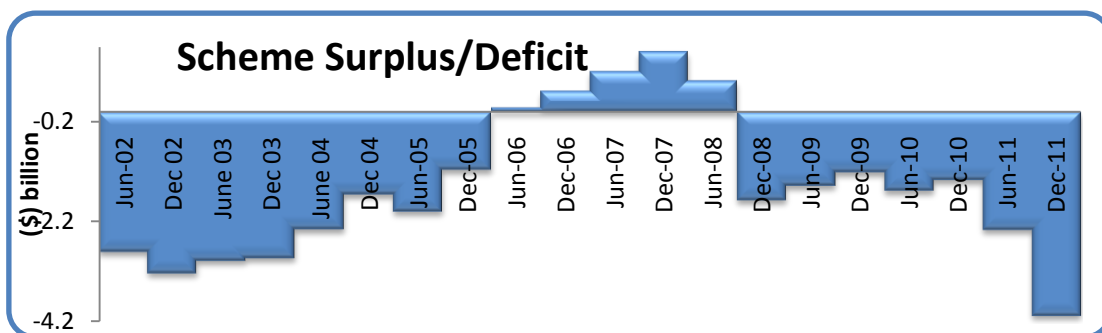 Scheme Surplus/Deficit
($) billion
-0.2
-2.2
-4.2
Jun-02
Dec 02
June 03
Dec 03
June 04
Dec 04
Jun-05
Dec-05
Jun-06
Dec-06
Jun-07
Dec-07
Jun-08
Dec-08
Jun-09
Dec-09
Jun-10
Dec-10
Jun-11
Dec-11